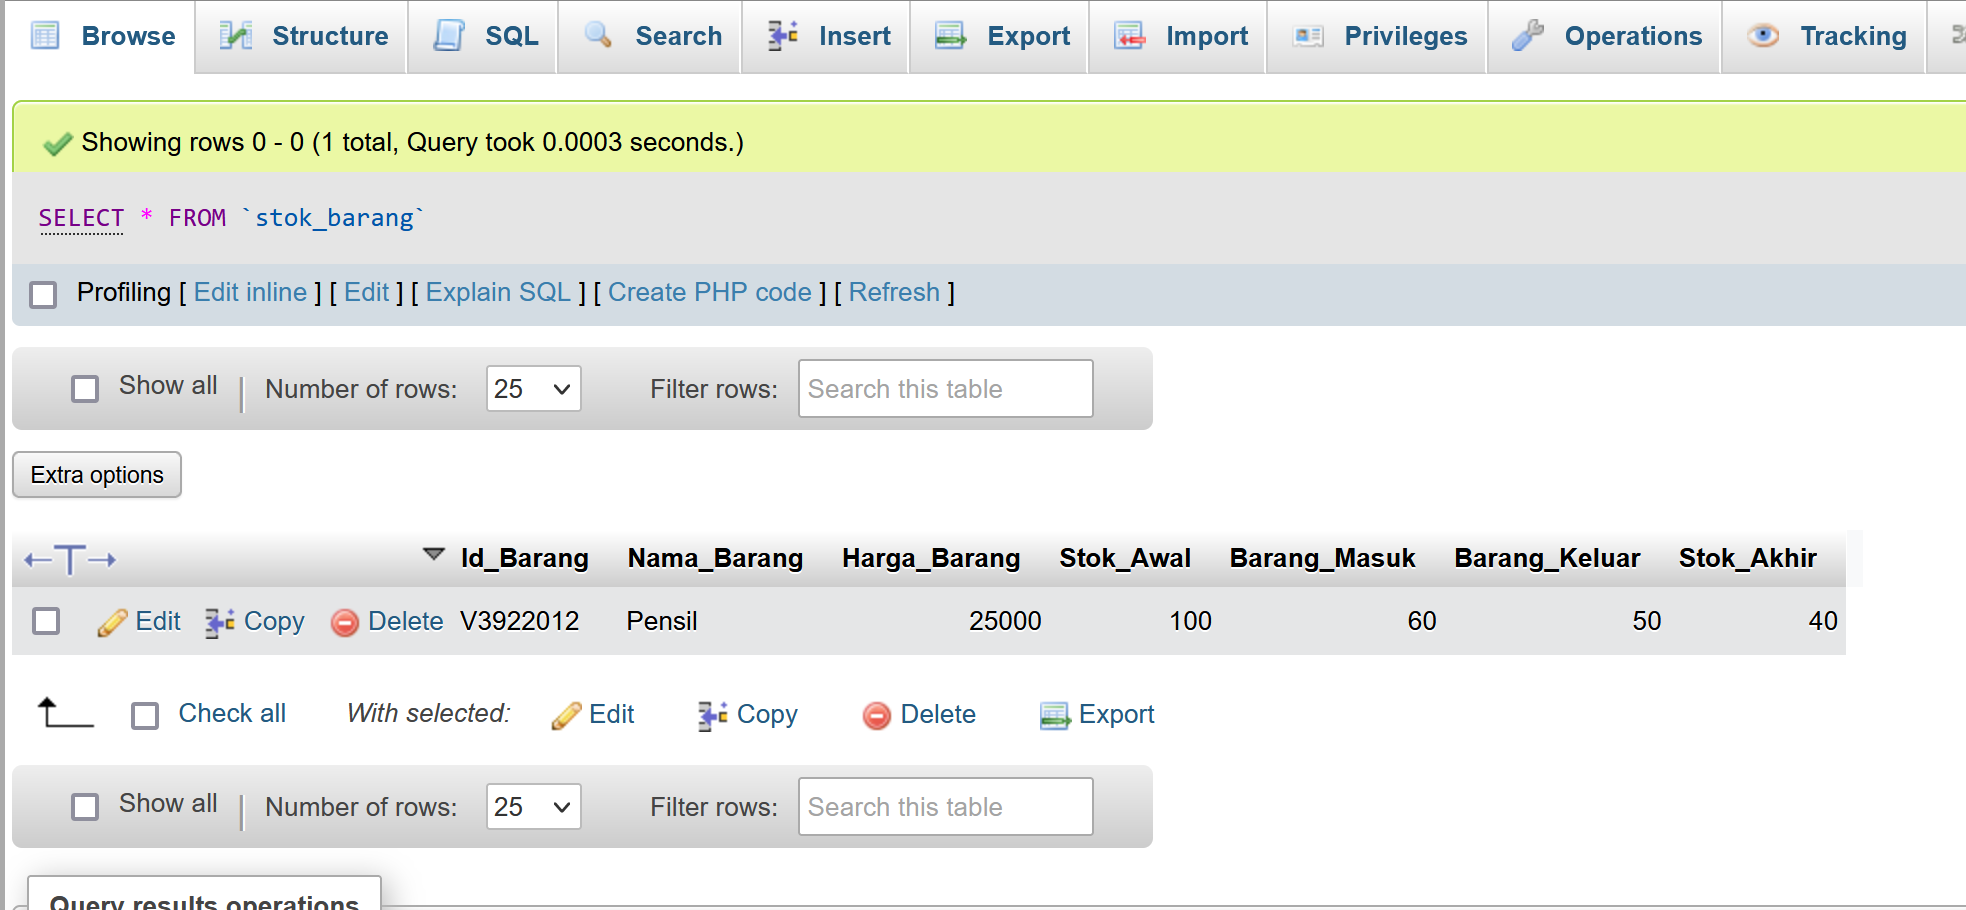 Browse Structure SQL Search Insert Export Import Privileges Operations Tracking
Showing rows 0 - 0 (1 total, Query took 0.0003 seconds.)
SELECT * FROM `stok_barang`
Profiling [ Edit inline ] [ Edit ] [ Explain SQL ] [ Create PHP code ] [ Refresh ]
Show all Number of rows: 25 Filter rows: Search this table
Extra options
Id_Barang Nama_Barang Harga_Barang Stok_Awal Barang_Masuk Barang_Keluar Stok_Akhir
Edit Copy Delete V3922012 Pensil 25000 100 60 50 40
Check all With selected: Edit Copy Delete Export
Show all Number of rows: 25 Filter rows: Search this table
Query results operations